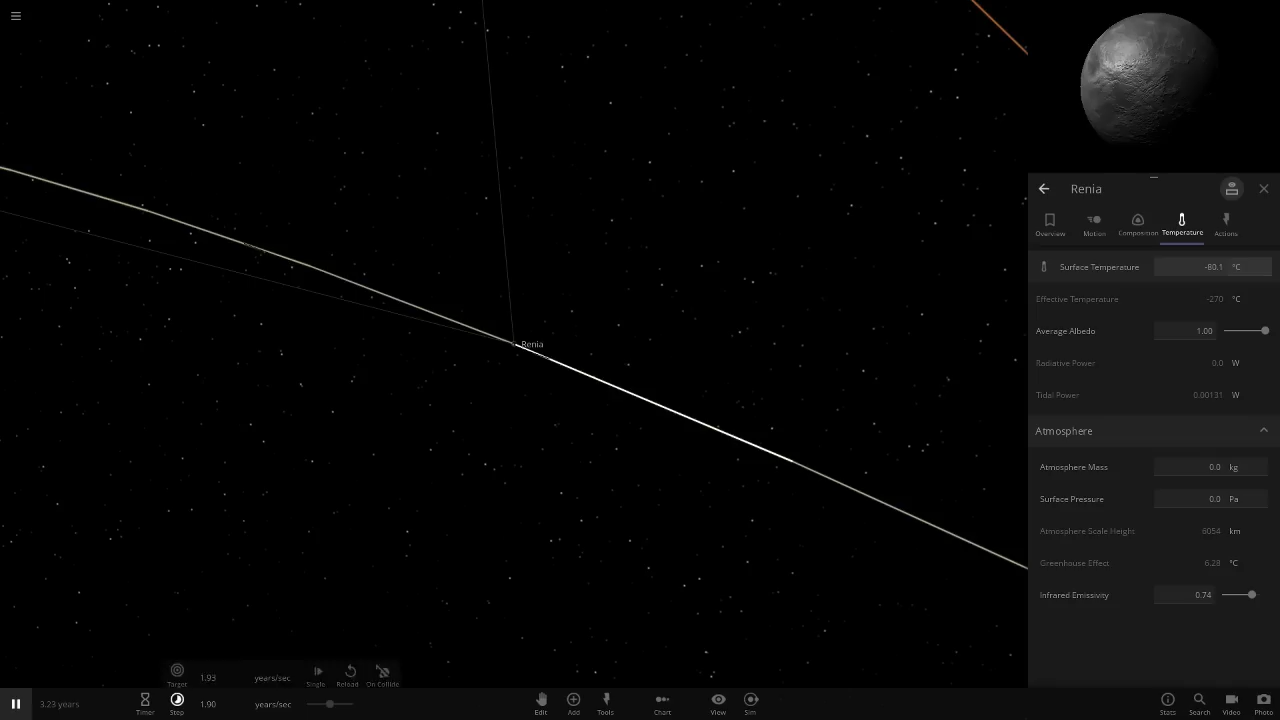 Renia
Overview
Motion
Composition
Temperature
Actions
Surface Temperature -80.1 °C
Effective Temperature -270 °C
Average Albedo 1.00
Radiative Power 0.0 W
Tidal Power 0.00131 W
Atmosphere
Atmosphere Mass 0.0 kg
Surface Pressure 0.0 Pa
Atmosphere Scale Height 6054 km
Greenhouse Effect 6.28 °C
Infrared Emissivity 0.74
Renia
Target 1.93 years/sec Single Reload On Collide
3.23 years Timer Step 1.90 years/sec Edit Add Tools Chart View Sim Stats Search Video Photo